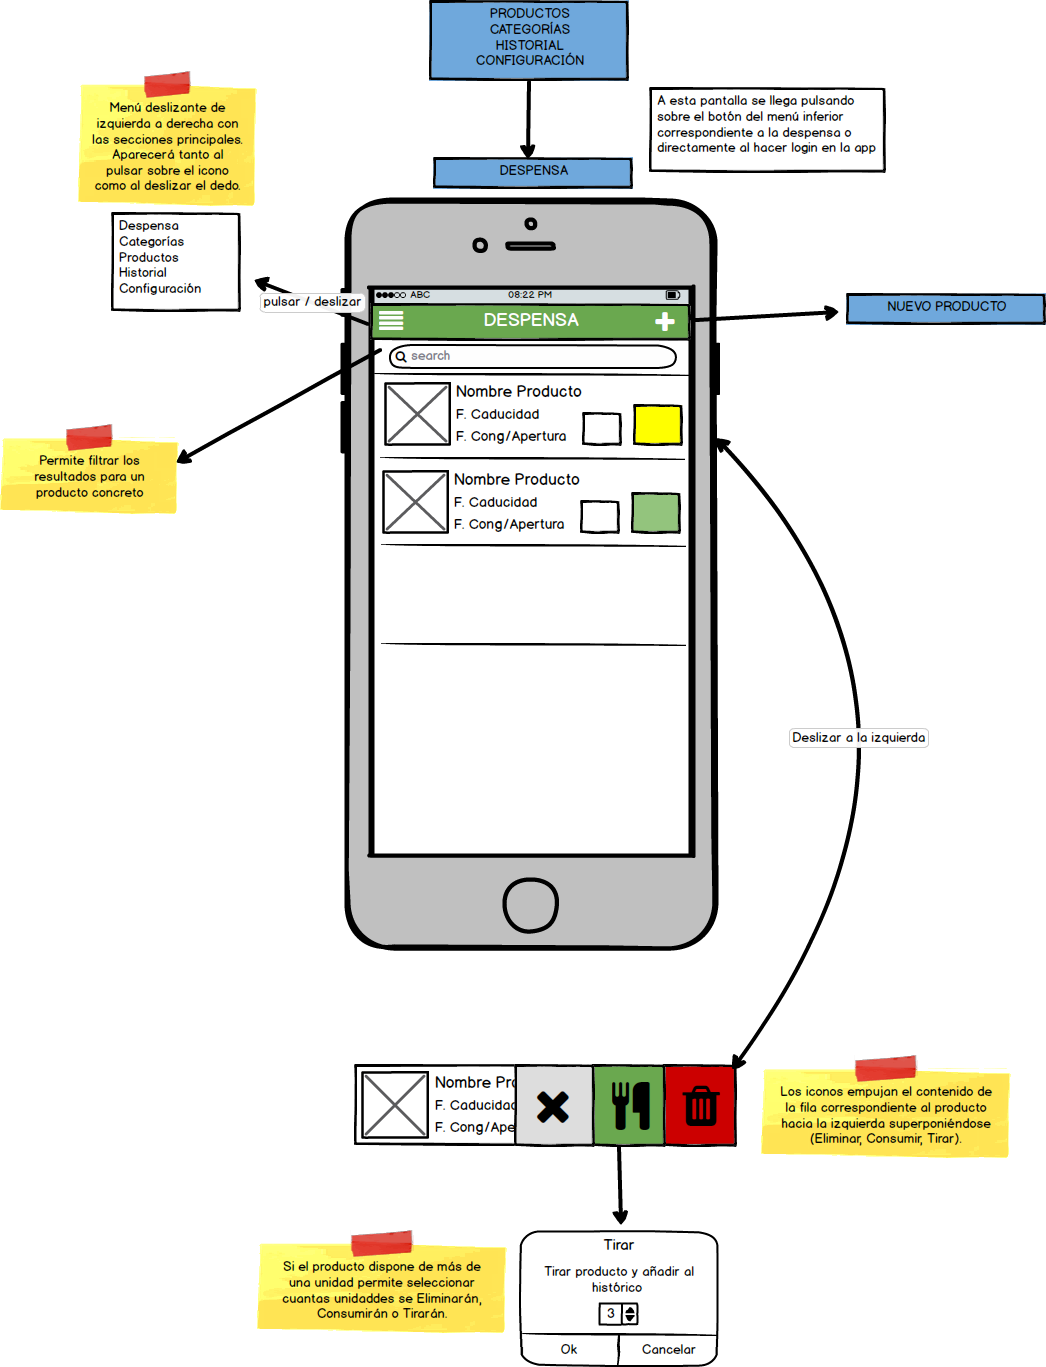 PRODUCTOS
CATEGORÍAS
HISTORIAL
CONFIGURACIÓN
Menú deslizante de
izquierda a derecha con
las secciones principales.
Aparecerá tanto al
pulsar sobre el icono
como al deslizar el dedo.
A esta pantalla se llega pulsando
sobre el botón del menú inferior
correspondiente a la despensa o
directamente al hacer login en la app
DESPENSA
Despensa
Categorías
Productos
Historial
Configuración
pulsar / deslizar
ABC
08:22 PM
DESPENSA
NUEVO PRODUCTO
search
Nombre Producto
F. Caducidad
F. Cong/Apertura
Permite filtrar los
resultados para un
producto concreto
Nombre Producto
F. Caducidad
F. Cong/Apertura
Deslizar a la izquierda
Nombre Pro
F. Caducidad
F. Cong/Ape
Los iconos empujan el contenido de
la fila correspondiente al producto
hacia la izquierda superponiéndose
(Eliminar, Consumir, Tirar).
Si el producto dispone de más de
una unidad permite seleccionar
cuantas unidaddes se Eliminarán,
Consumirán o Tirarán.
Tirar
Tirar producto y añadir al
histórico
3
Ok
Cancelar